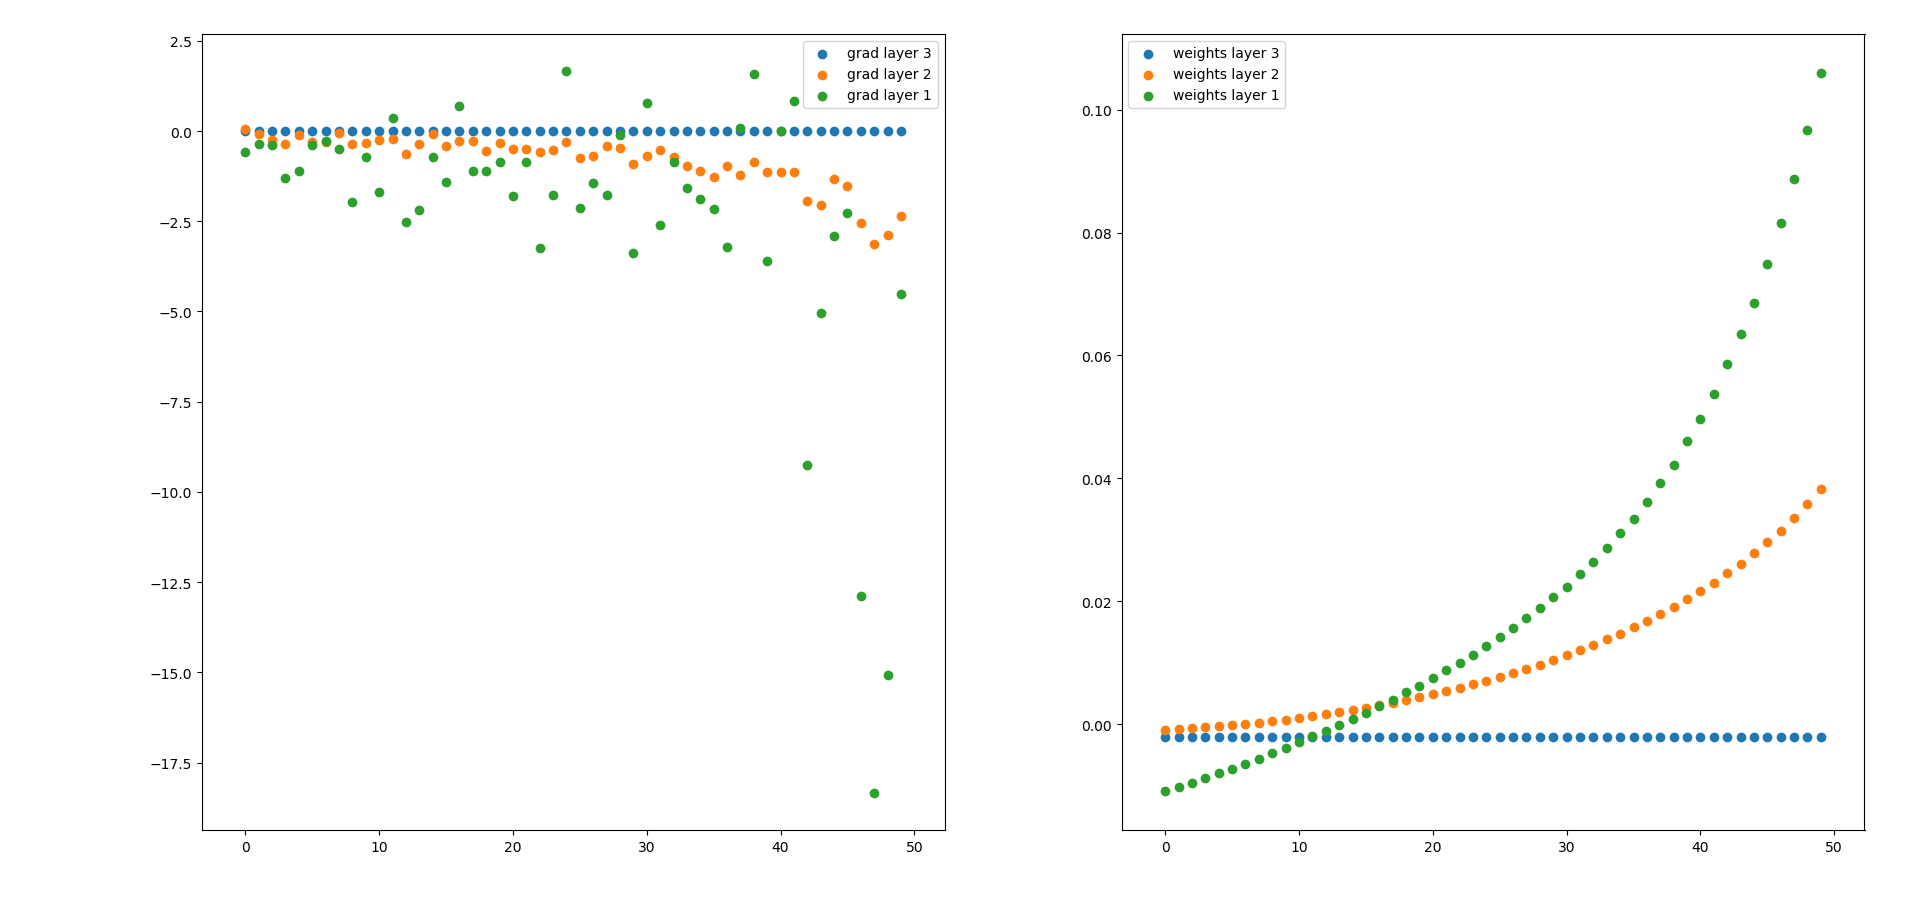 2.5
0.0
−2.5
−5.0
−7.5
−10.0
−12.5
−15.0
−17.5
0 10 20 30 40 50
grad layer 3
grad layer 2
grad layer 1
0.10
0.08
0.06
0.04
0.02
0.00
0 10 20 30 40 50
weights layer 3
weights layer 2
weights layer 1